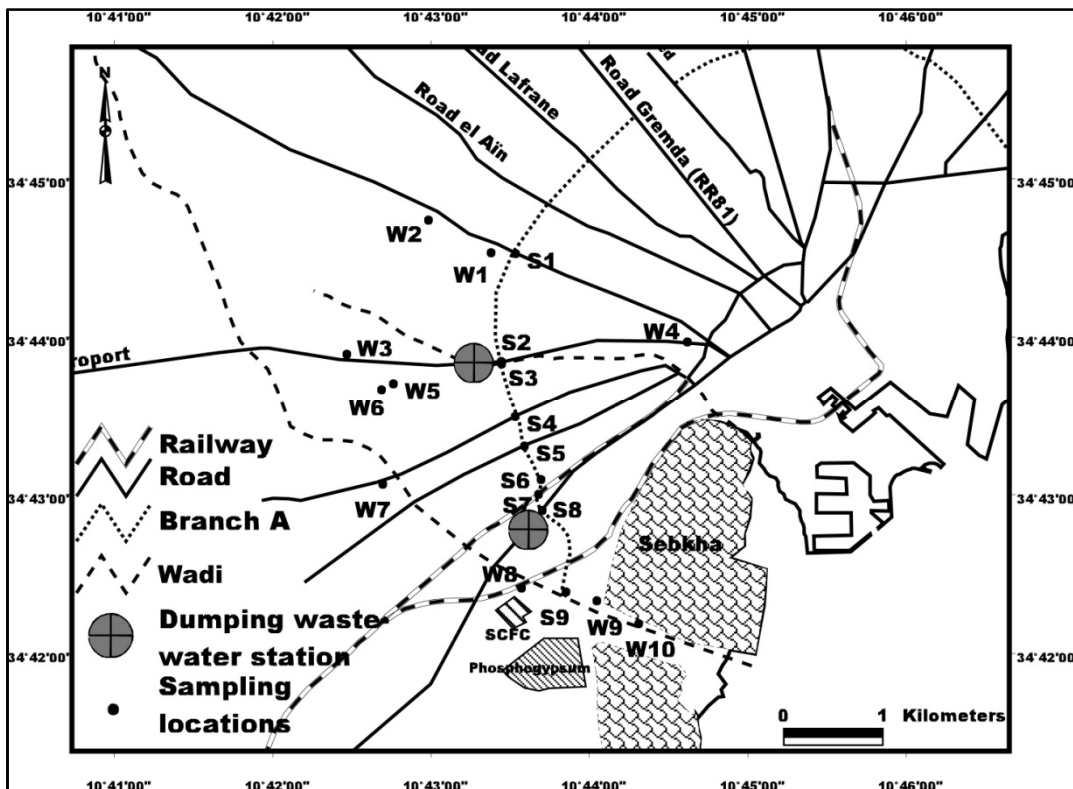 10°41'00" 10°42'00" 10°43'00" 10°44'00" 10°45'00" 10°46'00"
N
Road Lafrane
Road el Aïn
Road Gremda (RR81)
34°45'00" 34°45'00"
W2
W1 S1
34°44'00" 34°44'00"
W4
S2
W3
roport
S3
W5
W6
S4
Railway
S5
Road
34°43'00" 34°43'00"
S6
W7 S7 S8
Branch A
Sebkha
Wadi
W8
Dumping waste
water station
S9 W9
SCFC
W10
34°42'00" 34°42'00"
Phosphogypsum
Sampling
locations
0 1 Kilometers
10°41'00" 10°42'00" 10°43'00" 10°44'00" 10°45'00" 10°46'00"